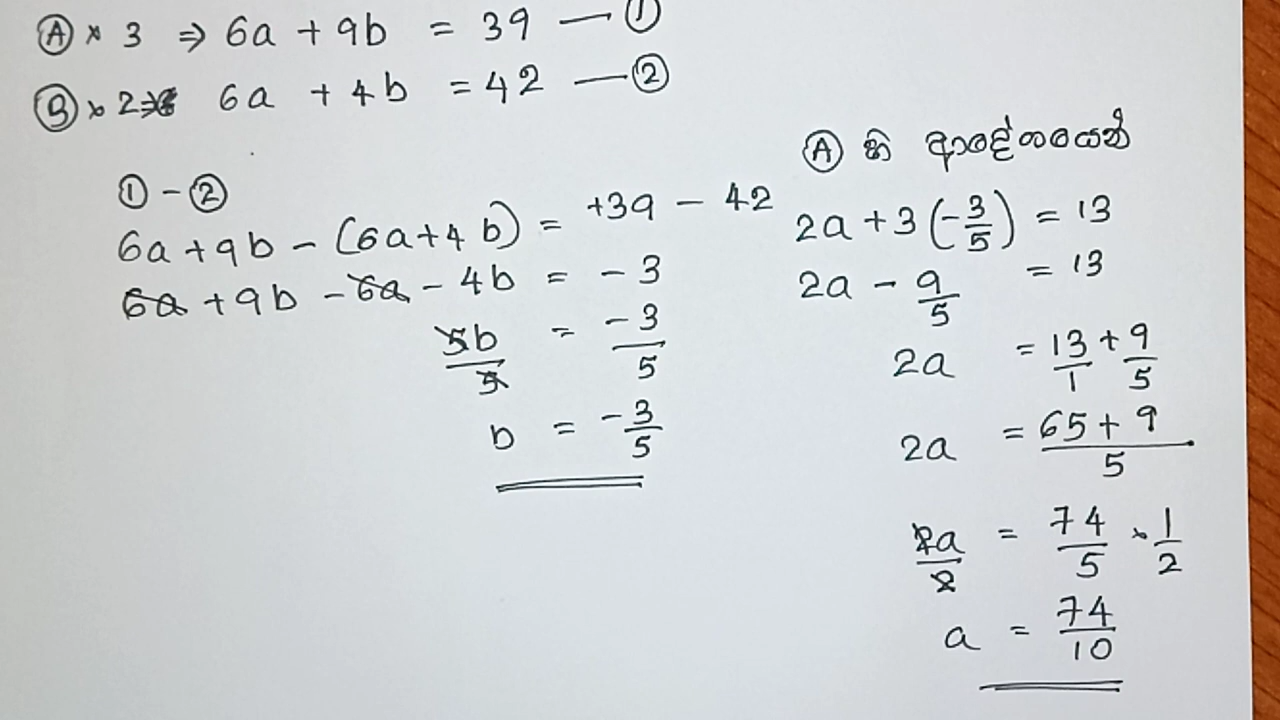 Ⓐ × 3 ⇒ 6a + 9b = 39 — ①
Ⓑ × 2 ⇒ 6a + 4b = 42 — ②
① - ②
6a + 9b - (6a + 4b) = +39 - 42
6a + 9b - 6a - 4b = -3
5b/5 = -3/5
b = -3/5
Ⓐ හි ආදේශයෙන්
2a + 3(-3/5) = 13
2a - 9/5 = 13
2a = 13/1 + 9/5
2a = 65 + 9/5
2a/2 = 74/5 × 1/2
a = 74/10